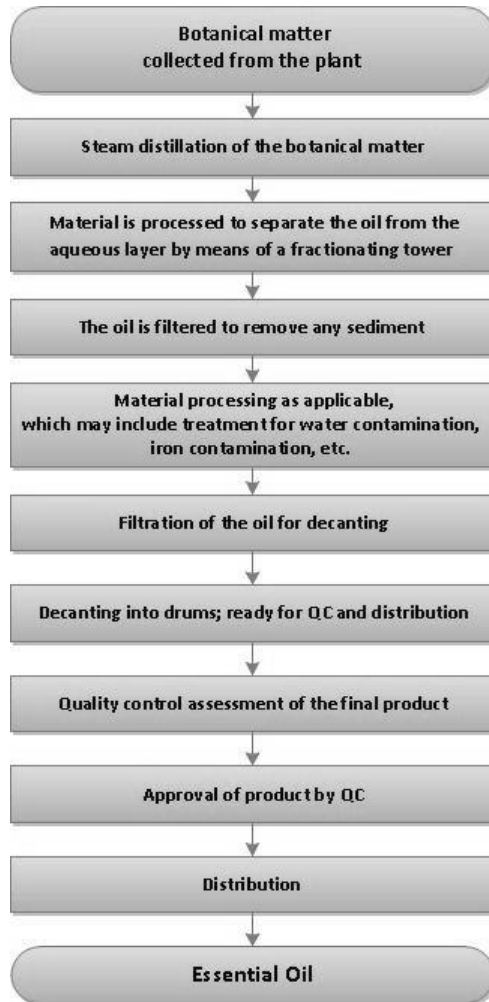 Botanical matter
collected from the plant
Steam distillation of the botanical matter
Material is processed to separate the oil from the
aqueous layer by means of a fractionating tower
The oil is filtered to remove any sediment
Material processing as applicable,
which may include treatment for water contamination,
iron contamination, etc.
Filtration of the oil for decanting
Decanting into drums; ready for QC and distribution
Quality control assessment of the final product
Approval of product by QC
Distribution
Essential Oil